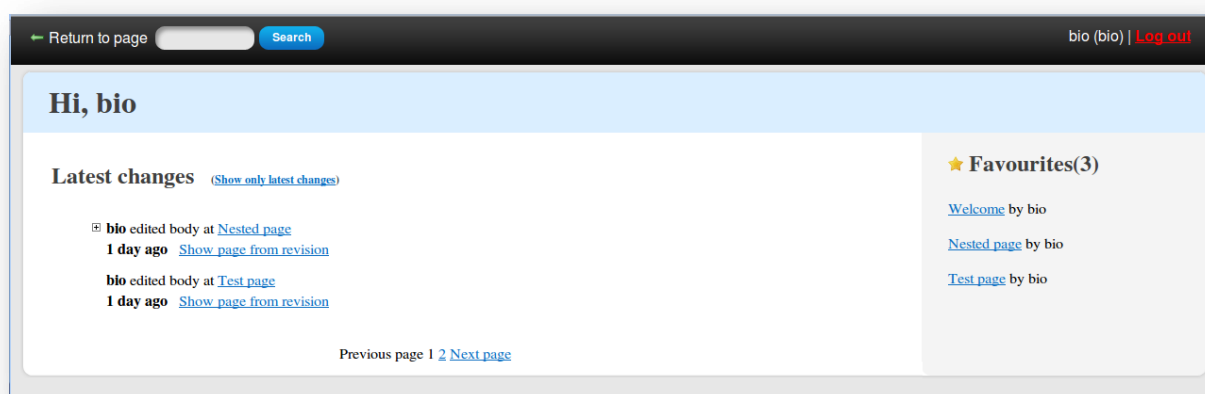 Return to page Search bio (bio) | Log out
Hi, bio
Latest changes (Show only latest changes)
bio edited body at Nested page
1 day ago Show page from revision
bio edited body at Test page
1 day ago Show page from revision
Previous page 1 2 Next page
Favourites(3)
Welcome by bio
Nested page by bio
Test page by bio